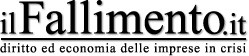 ilFallimento.it
diritto ed economia delle imprese in crisi